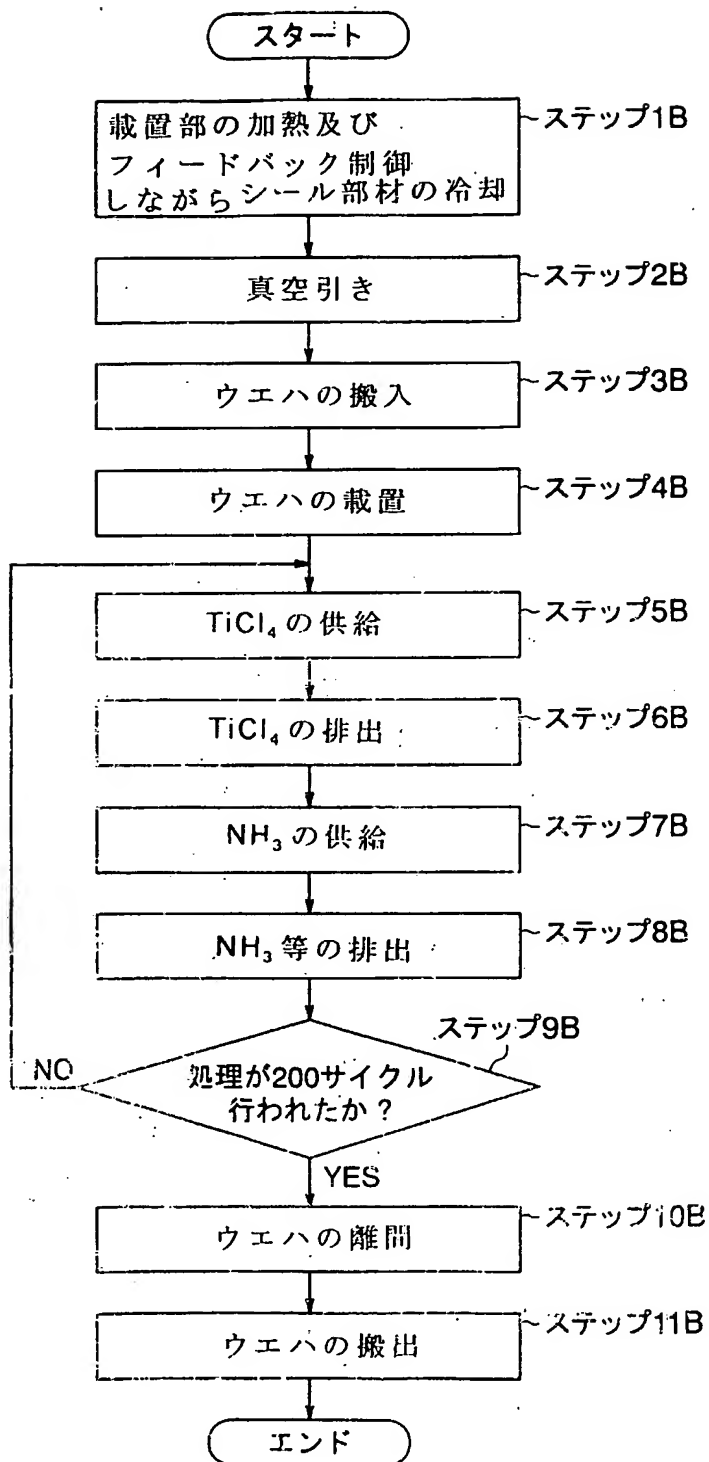 スタート
載置部の加熱及び
フィードバック制御
しながらシール部材の冷却
ステップ1B
真空引き
ステップ2B
ウエハの搬入
ステップ3B
ウエハの載置
ステップ4B
TiCl₄の供給
ステップ5B
TiCl₄の排出
ステップ6B
NH₃の供給
ステップ7B
NH₃等の排出
ステップ8B
ステップ9B
処理が200サイクル
行われたか?
NO
YES
ウエハの離間
ステップ10B
ウエハの搬出
ステップ11B
エンド